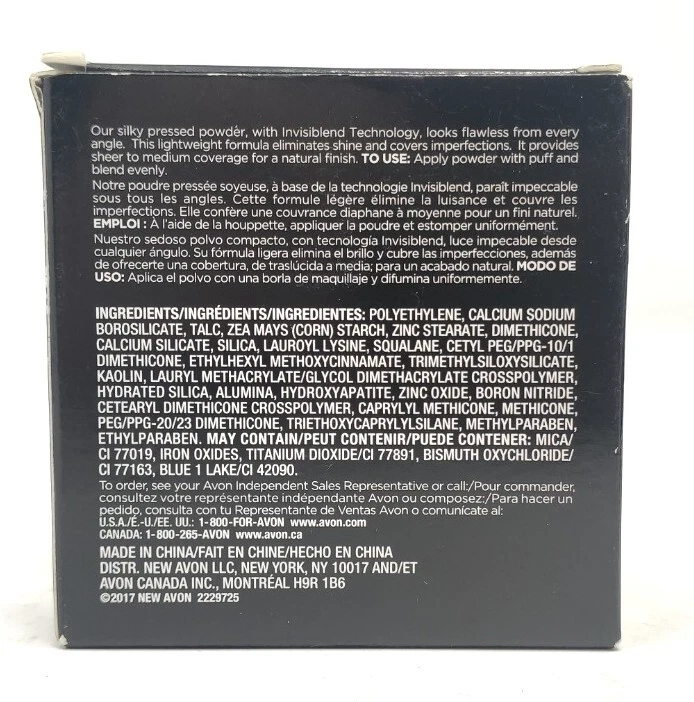 Our silky pressed powder, with Invisiblend Technology, looks flawless from every
angle. This lightweight formula eliminates shine and covers imperfections. It provides
sheer to medium coverage for a natural finish. TO USE: Apply powder with puff and
blend evenly.
Notre poudre pressée soyeuse, à base de la technologie Invisiblend, paraît impeccable
sous tous les angles. Cette formule légère élimine la luisance et couvre les
imperfections. Elle confère une couvrance diaphane à moyenne pour un fini naturel.
EMPLOI : À l'aide de la houppette, appliquer la poudre et estomper uniformément.
Nuestro sedoso polvo compacto, con tecnología Invisiblend, luce impecable desde
cualquier ángulo. Su fórmula ligera elimina el brillo y cubre las imperfecciones, además
de ofrecerte una cobertura, de traslúcida a media; para un acabado natural. MODO DE
USO: Aplica el polvo con una borla de maquillaje y difumina uniformemente.
INGREDIENTS/INGRÉDIENTS/INGREDIENTES: POLYETHYLENE, CALCIUM SODIUM
BOROSILICATE, TALC, ZEA MAYS (CORN) STARCH, ZINC STEARATE, DIMETHICONE,
CALCIUM SILICATE, SILICA, LAUROYL LYSINE, SQUALANE, CETYL PEG/PPG-10/1
DIMETHICONE, ETHYLHEXYL METHOXYCINNAMATE, TRIMETHYLSILOXYSILICATE,
KAOLIN, LAURYL METHACRYLATE/GLYCOL DIMETHACRYLATE CROSSPOLYMER,
HYDRATED SILICA, ALUMINA, HYDROXYAPATITE, ZINC OXIDE, BORON NITRIDE,
CETEARYL DIMETHICONE CROSSPOLYMER, CAPRYLYL METHICONE, METHICONE,
PEG/PPG-20/23 DIMETHICONE, TRIETHOXYCAPRYLYLSILANE, METHYLPARABEN,
ETHYLPARABEN. MAY CONTAIN/PEUT CONTENIR/PUEDE CONTENER: MICA/
CI 77019, IRON OXIDES, TITANIUM DIOXIDE/CI 77891, BISMUTH OXYCHLORIDE/
CI 77163, BLUE 1 LAKE/CI 42090.
To order, see your Avon Independent Sales Representative or call:/Pour commander,
consultez votre représentante indépendante Avon ou composez:/Para hacer un
pedido, consulta con tu Representante de Ventas Avon o comunícate al:
U.S.A./É.-U./EE. UU.: 1-800-FOR-AVON www.avon.com
CANADA: 1-800-265-AVON www.avon.ca
MADE IN CHINA/FAIT EN CHINE/HECHO EN CHINA
DISTR. NEW AVON LLC, NEW YORK, NY 10017 AND/ET
AVON CANADA INC., MONTRÉAL H9R 1B6
©2017 NEW AVON 2229725